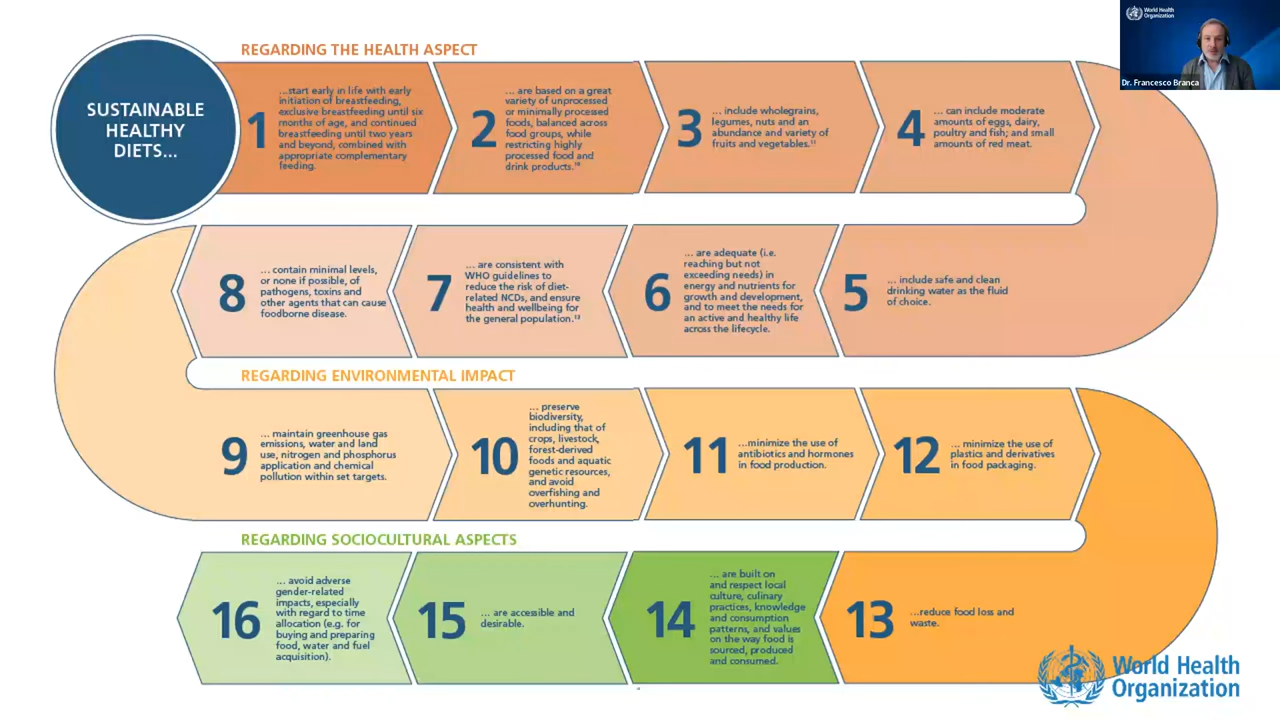 REGARDING THE HEALTH ASPECT
SUSTAINABLE
HEALTHY
DIETS...
1
...start early in life with early
initiation of breastfeeding,
exclusive breastfeeding until six
months of age, and continued
breastfeeding until two years
and beyond, combined with
appropriate complementary
feeding.
2
... are based on a great
variety of unprocessed
or minimally processed
foods, balanced across
food groups, while
restricting highly
processed food and
drink products.
3
... include wholegrains,
legumes, nuts and an
abundance and variety of
fruits and vegetables.
4
... can include moderate
amounts of eggs, dairy,
poultry and fish; and small
amounts of red meat.
World Health
Organization
Dr. Francesco Branca
5
... include safe and clean
drinking water as the fluid
of choice.
6
... are adequate (i.e.
reaching but not
exceeding needs) in
energy and nutrients for
growth and development,
and to meet the needs for
an active and healthy life
across the lifecycle.
7
... are consistent with
WHO guidelines to
reduce the risk of diet-
related NCDs, and ensure
health and wellbeing for
the general population.
8
... contain minimal levels,
or none if possible, of
pathogens, toxins and
other agents that can cause
foodborne disease.
REGARDING ENVIRONMENTAL IMPACT
9
... maintain greenhouse gas
emissions, water and land
use, nitrogen and phosphorus
application and chemical
pollution within set targets.
10
... preserve
biodiversity,
including that of
crops, livestock,
forest-derived
foods and aquatic
genetic resources,
and avoid
overfishing and
overhunting.
11
...minimize the use of
antibiotics and hormones
in food production.
12
... minimize the use of
plastics and derivatives
in food packaging.
REGARDING SOCIOCULTURAL ASPECTS
13
...reduce food loss and
waste.
14
... are built on
and respect local
culture, culinary
practices, knowledge
and consumption
patterns, and values
on the way food is
sourced, produced
and consumed.
15
... are accessible and
desirable.
16
... avoid adverse
gender-related
impacts, especially
with regard to time
allocation (e.g. for
buying and preparing
food, water and fuel
acquisition).
World Health
Organization